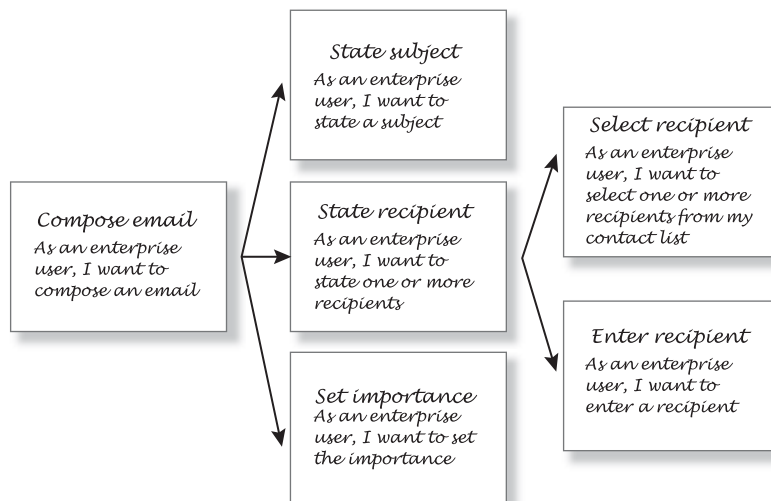 Compose email
As an enterprise
user, I want to
compose an email
State subject
As an enterprise
user, I want to
state a subject
State recipient
As an enterprise
user, I want to
state one or more
recipients
Set importance
As an enterprise
user, I want to set
the importance
Select recipient
As an enterprise
user, I want to
select one or more
recipients from my
contact list
Enter recipient
As an enterprise
user, I want to
enter a recipient